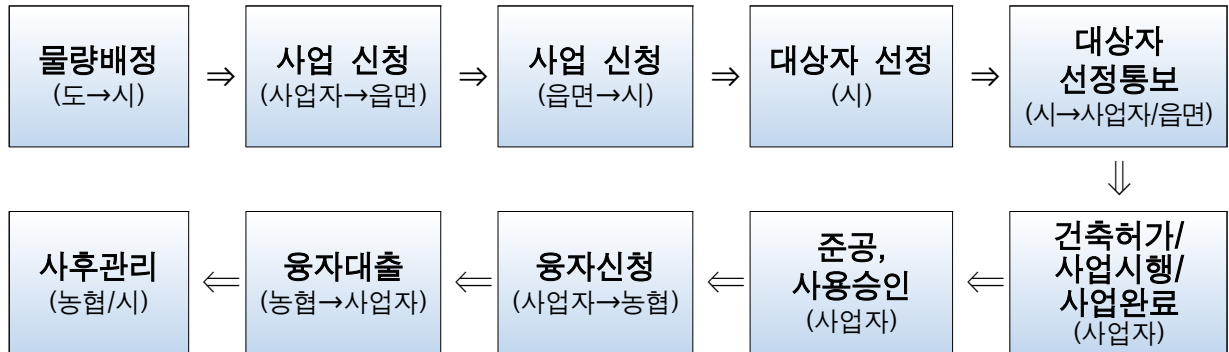 물량배정
(도→시)
⇒
사업 신청
(사업자→읍면)
⇒
사업 신청
(읍면→시)
⇒
대상자 선정
(시)
⇒
대상자
선정통보
(시→사업자/읍면)
⇓
건축허가/
사업시행/
사업완료
(사업자)
⇐
준공,
사용승인
(사업자)
⇐
융자신청
(사업자→농협)
⇐
융자대출
(농협→사업자)
⇐
사후관리
(농협/시)